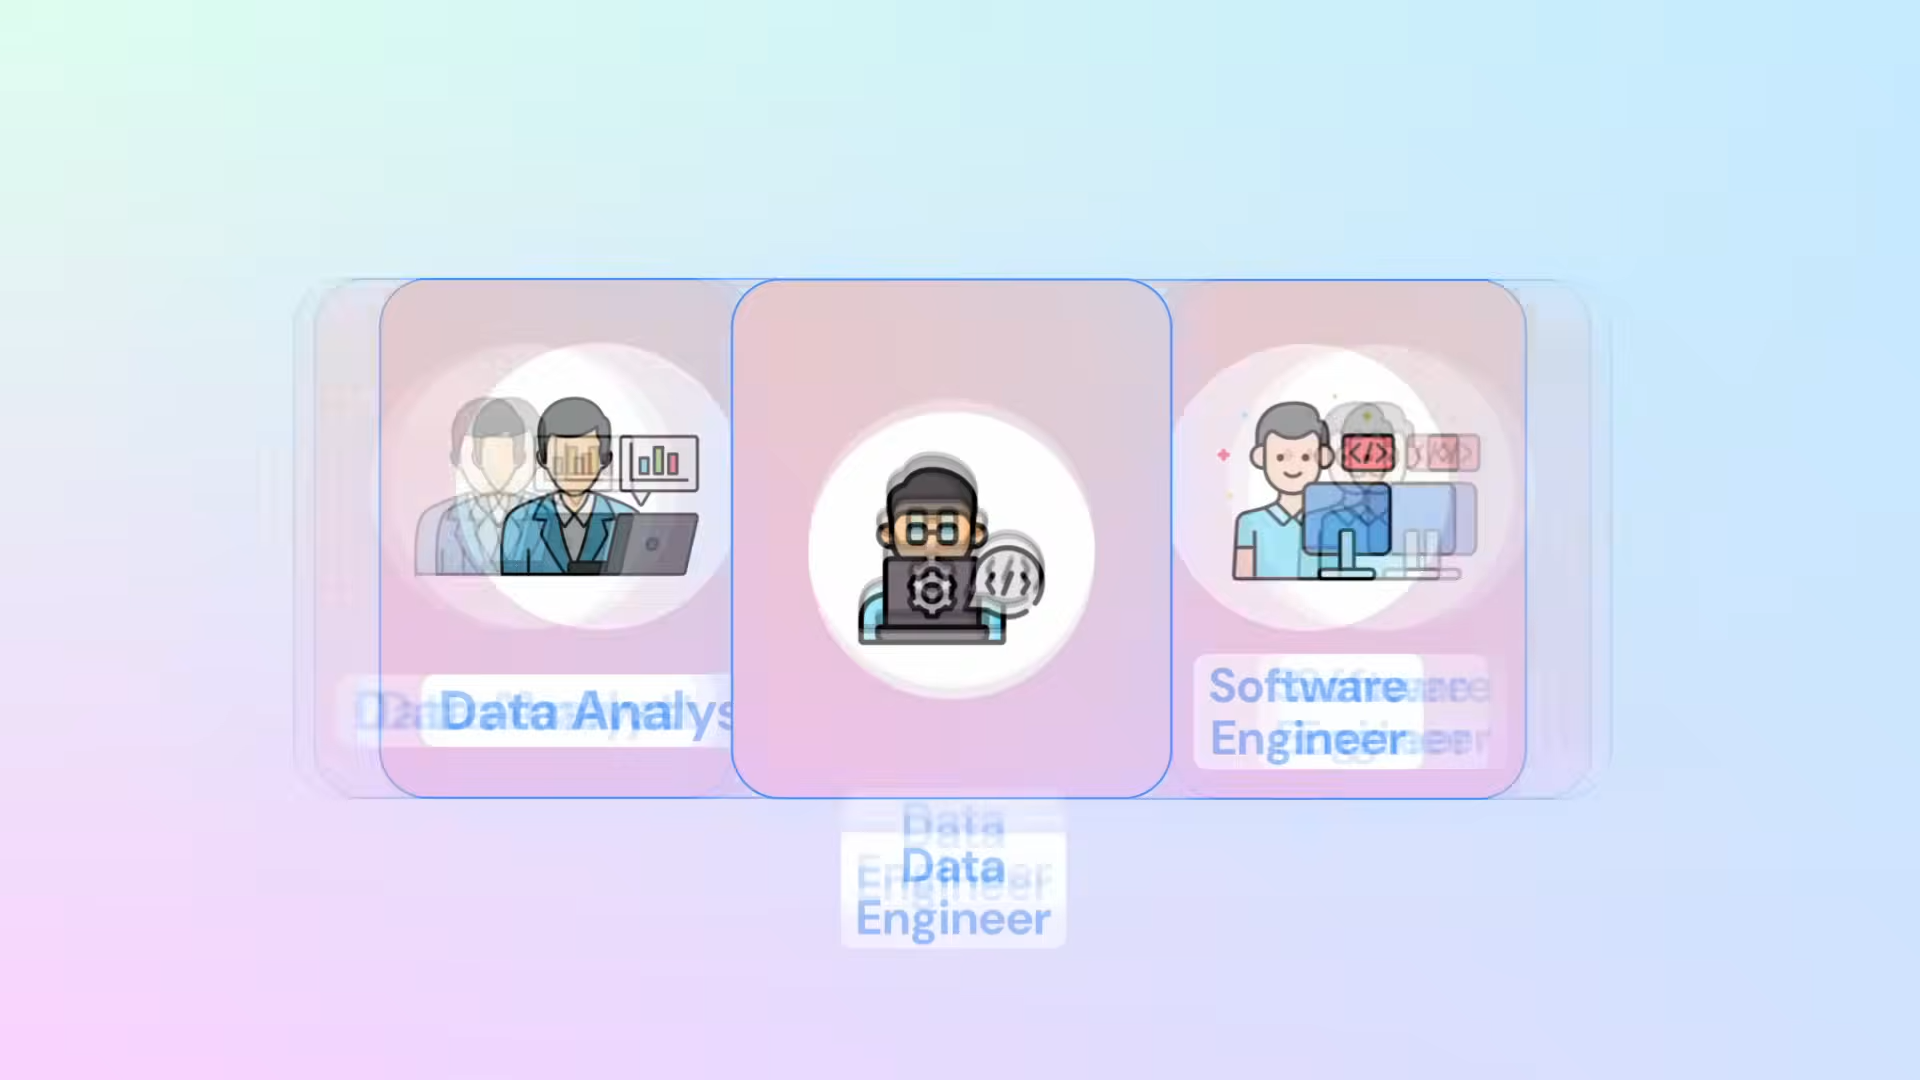 Data Analys
Software
Engineer
Data
Engineer